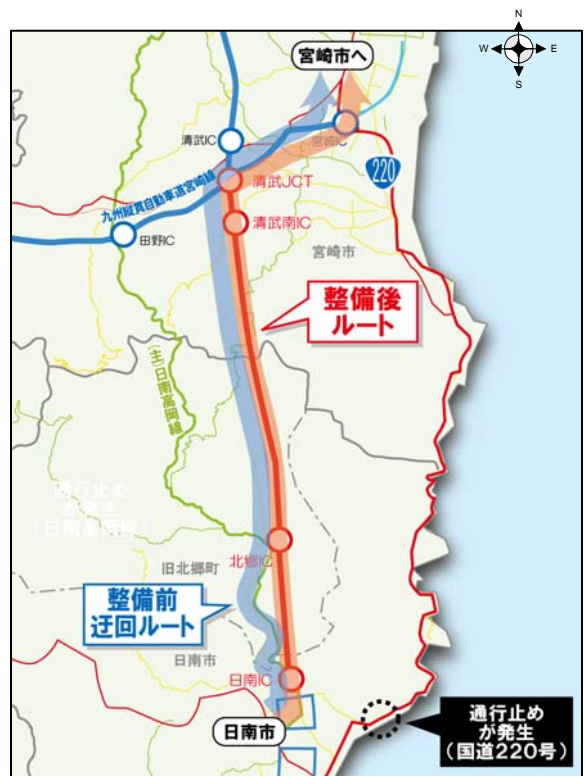 N
W
E
S
宮崎市へ
清武IC
宮崎IC
220
清武JCT
九州縦貫自動車道宮崎線
清武南IC
田野IC
宮崎市
整備後
ルート
(主)日南高岡線
通行止め
が発生
(日南高岡線)
北郷IC
旧北郷町
整備前
迂回ルート
日南市
日南IC
日南市
通行止め
が発生
(国道220号)